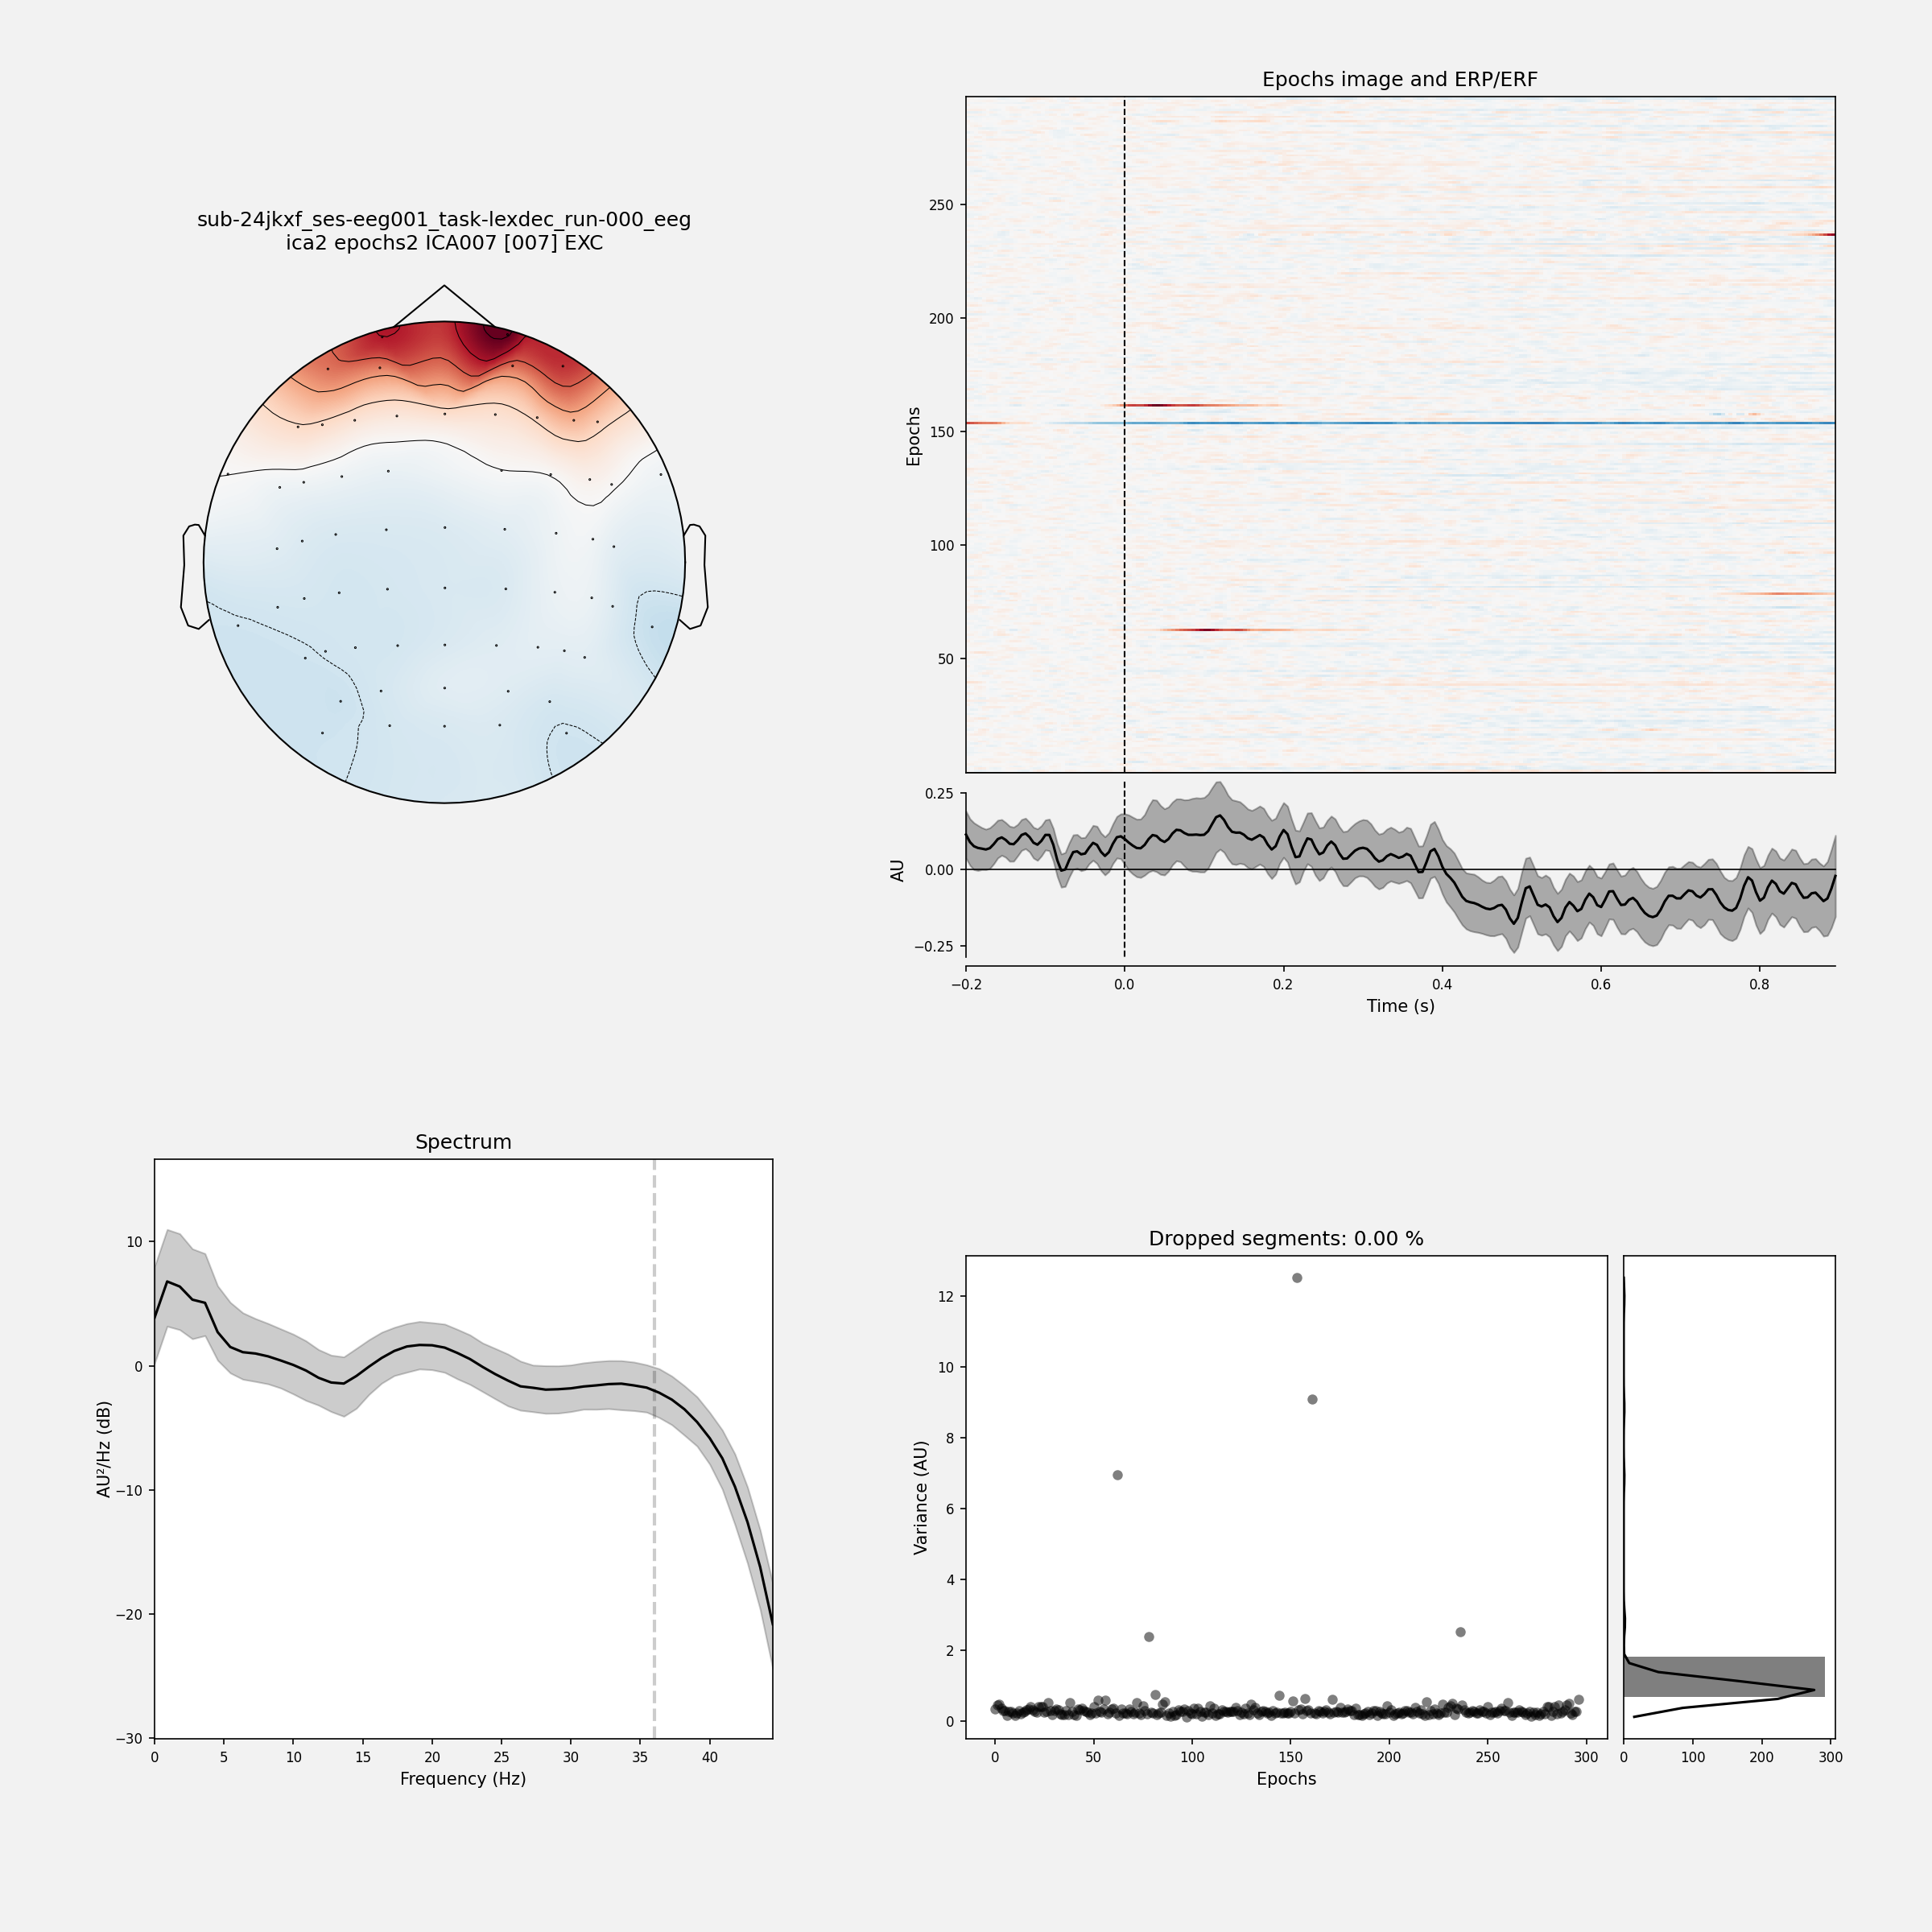 sub-24jkxf_ses-eeg001_task-lexdec_run-000_eeg
ica2 epochs2 ICA007 [007] EXC
Epochs image and ERP/ERF
Epochs
250
200
150
100
50
AU
0.25
0.00
−0.25
−0.2 0.0 0.2 0.4 0.6 0.8
Time (s)
Spectrum
AU²/Hz (dB)
10
0
−10
−20
−30
0 5 10 15 20 25 30 35 40
Frequency (Hz)
Dropped segments: 0.00 %
Variance (AU)
12
10
8
6
4
2
0
0 50 100 150 200 250 300
Epochs
0 100 200 300